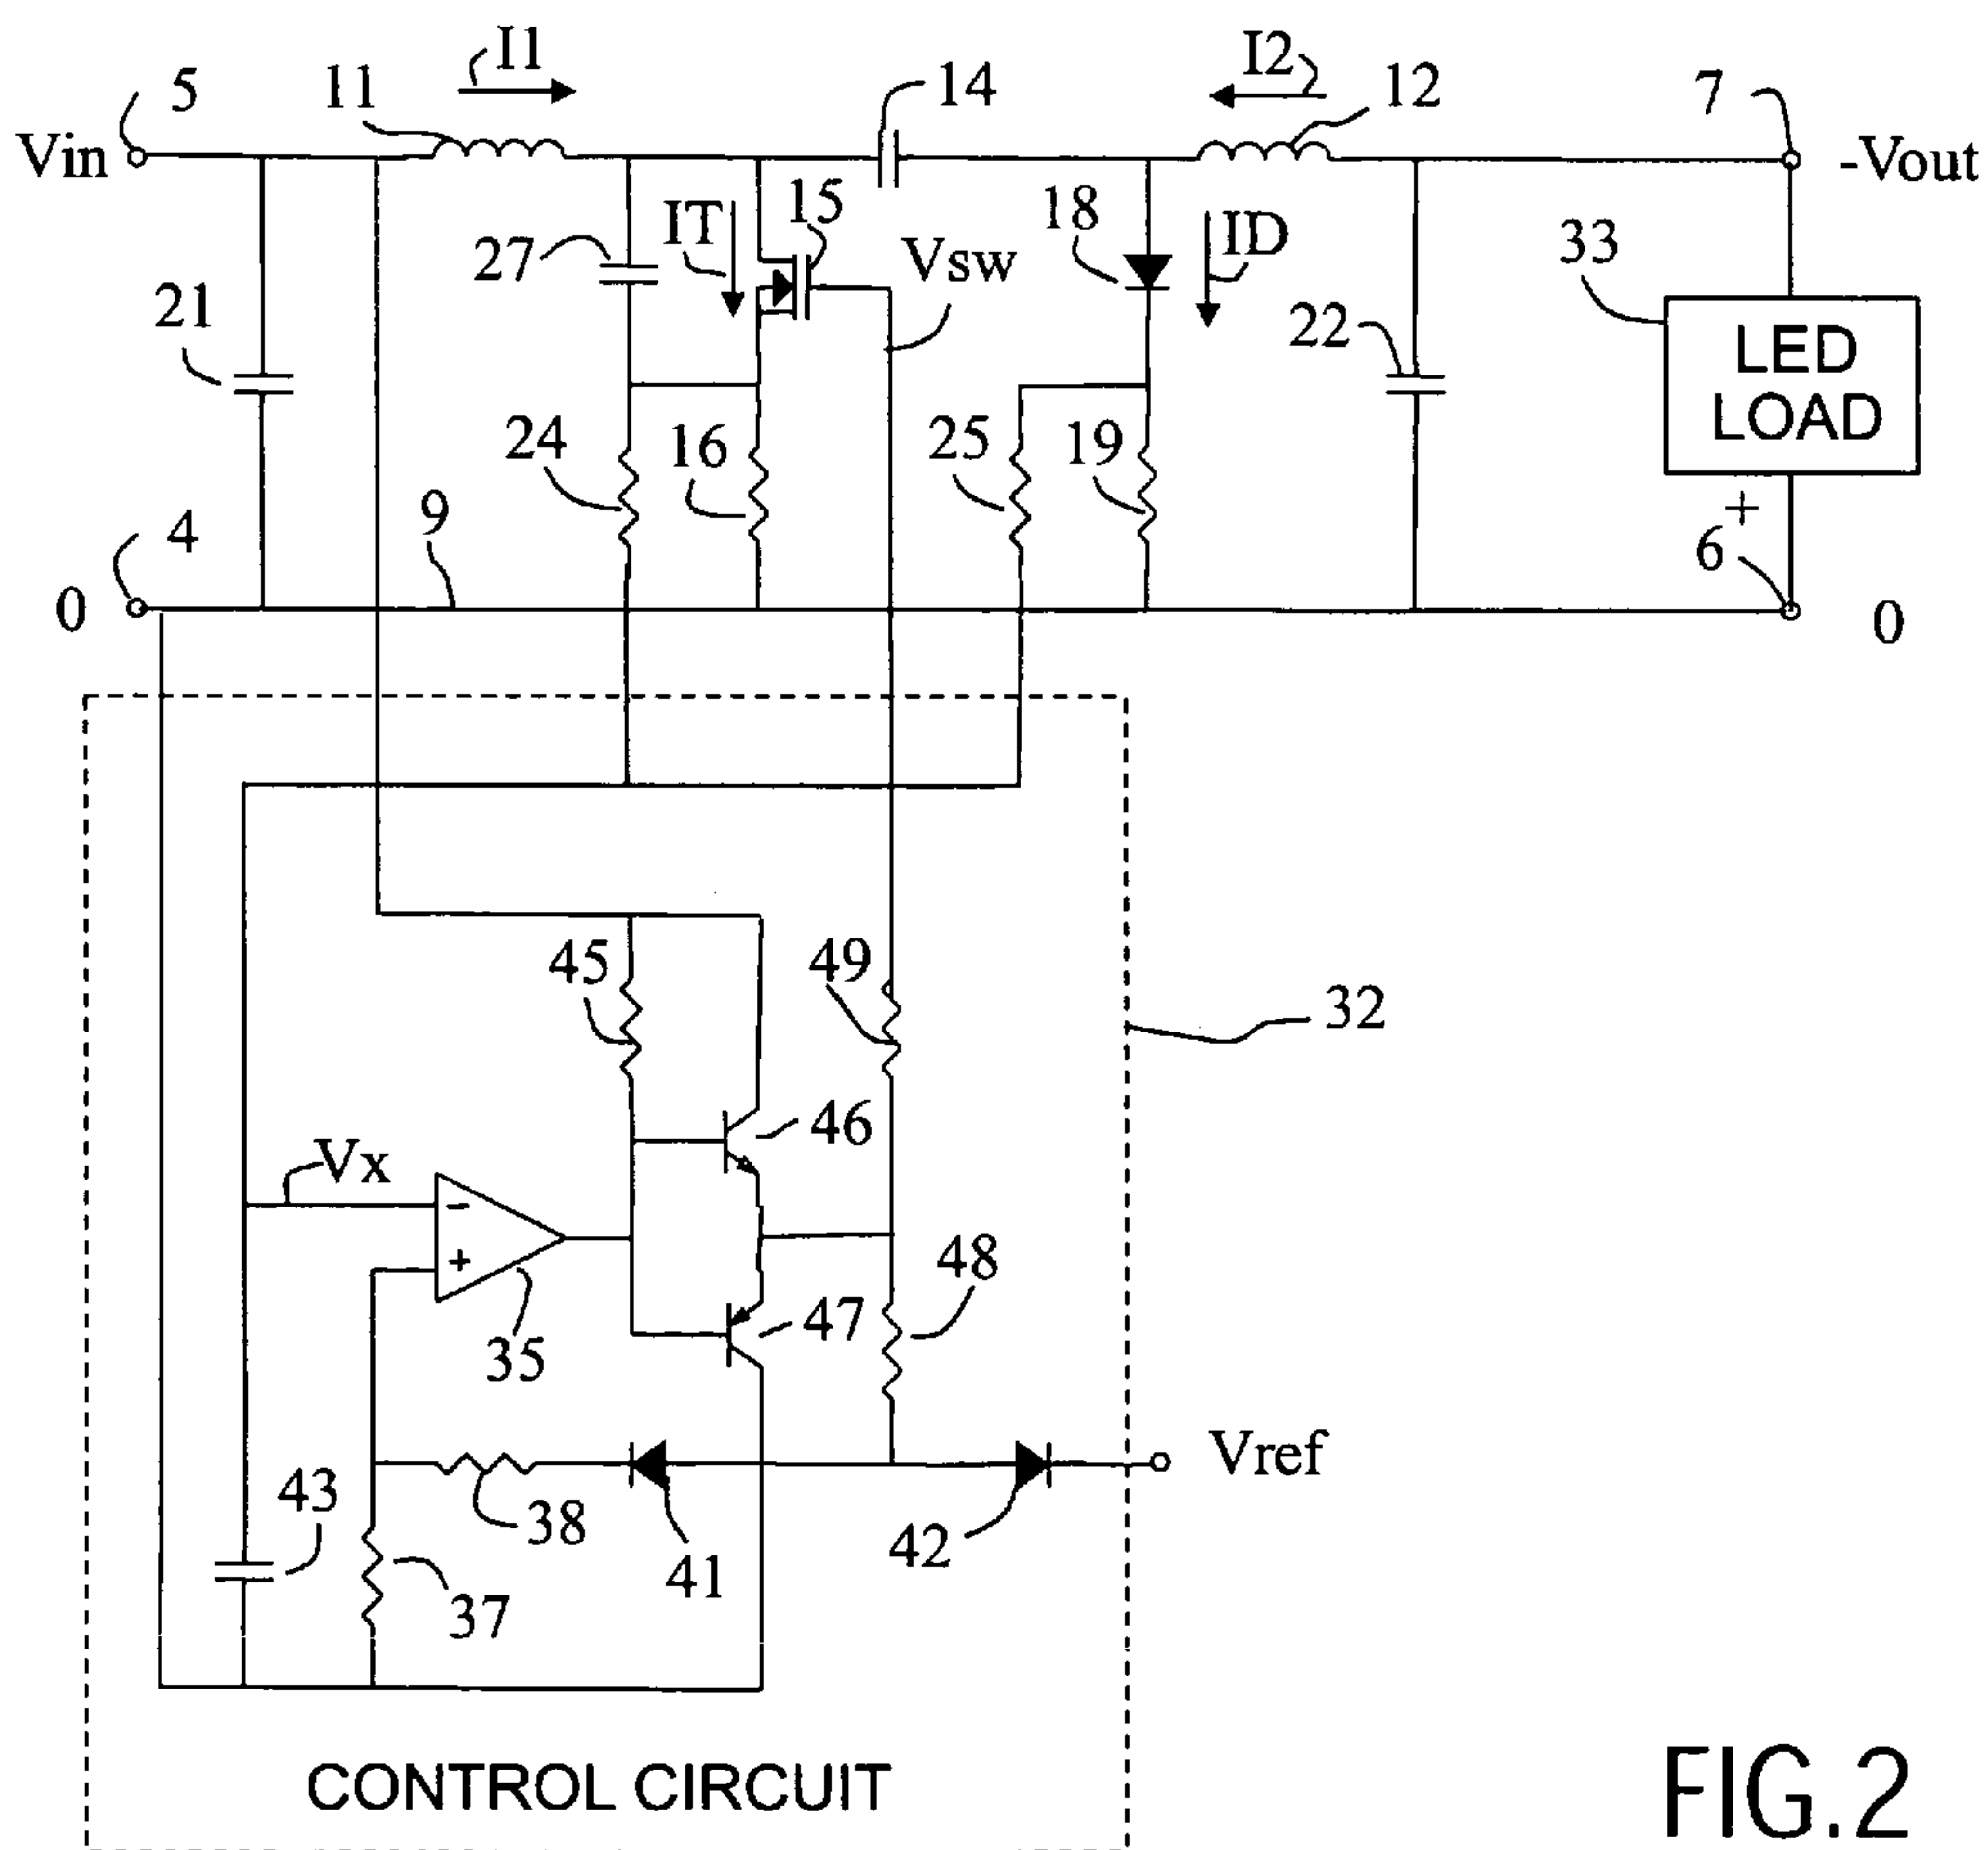 I1
I2
5
11
14
12
7
Vin
-Vout
15
18
IT
ID
27
Vsw
33
21
22
LED
LOAD
24
16
25
19
9
+
4
6
0
0
45
49
32
46
Vx
-
+
48
47
35
Vref
43
38
42
41
37
CONTROL CIRCUIT
FIG.2